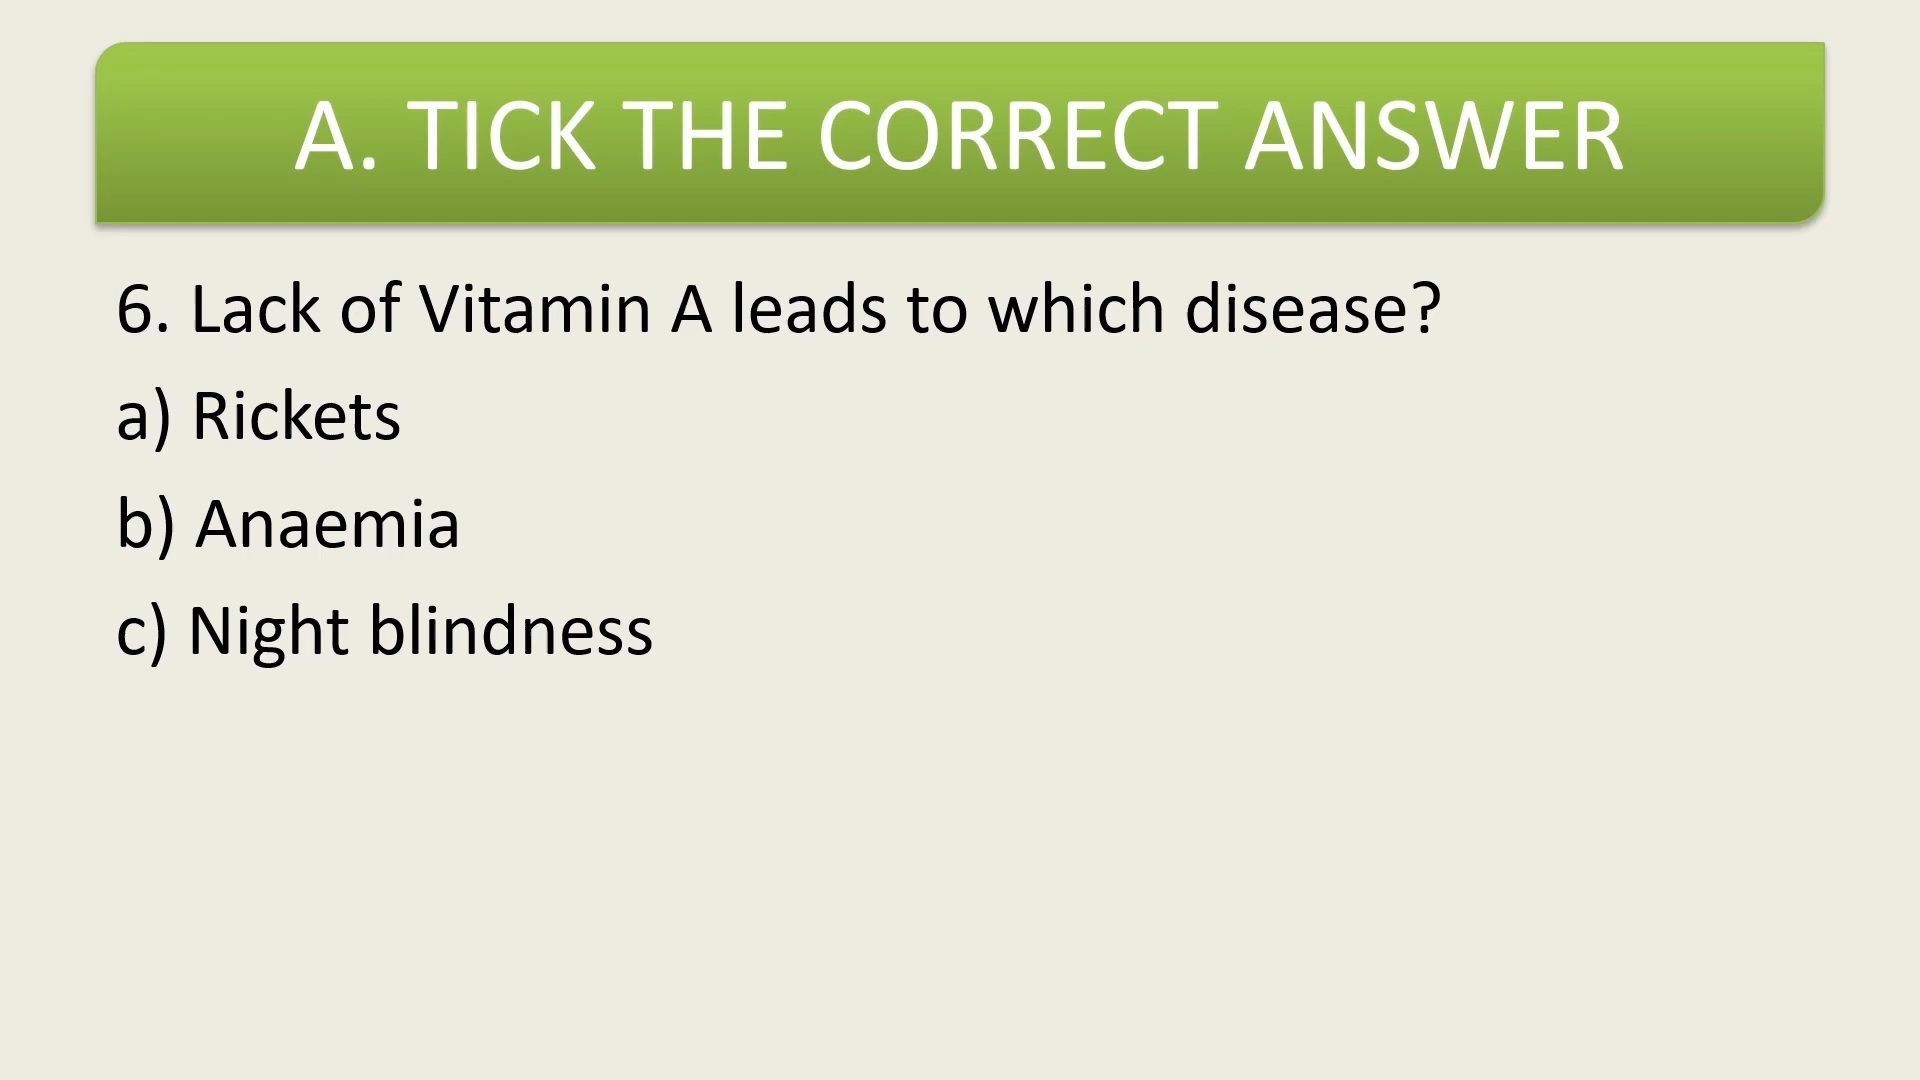 A. TICK THE CORRECT ANSWER
6. Lack of Vitamin A leads to which disease?
a) Rickets
b) Anaemia
c) Night blindness